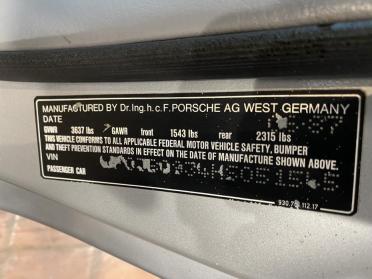 MANUFACTURED BY Dr.Ing.h.c.F.PORSCHE AG WEST GERMANY
DATE 87
GVWR 3637 lbs GAWR front 1543 lbs rear 2315 lbs
THIS VEHICLE CONFORMS TO ALL APPLICABLE FEDERAL MOTOR VEHICLE SAFETY, BUMPER
AND THEFT PREVENTION STANDARDS IN EFFECT ON THE DATE OF MANUFACTURE SHOWN ABOVE.
VIN
PASSENGER CAR